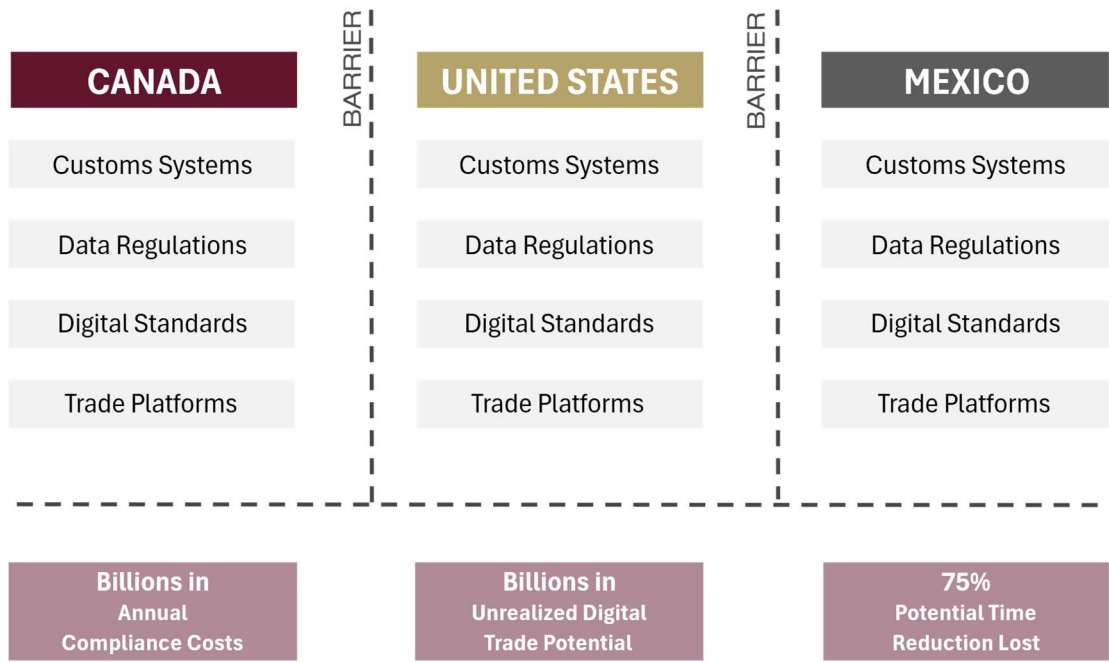 CANADA
BARRIER
UNITED STATES
BARRIER
MEXICO
Customs Systems
Customs Systems
Customs Systems
Data Regulations
Data Regulations
Data Regulations
Digital Standards
Digital Standards
Digital Standards
Trade Platforms
Trade Platforms
Trade Platforms
Billions in
Annual
Compliance Costs
Billions in
Unrealized Digital
Trade Potential
75%
Potential Time
Reduction Lost